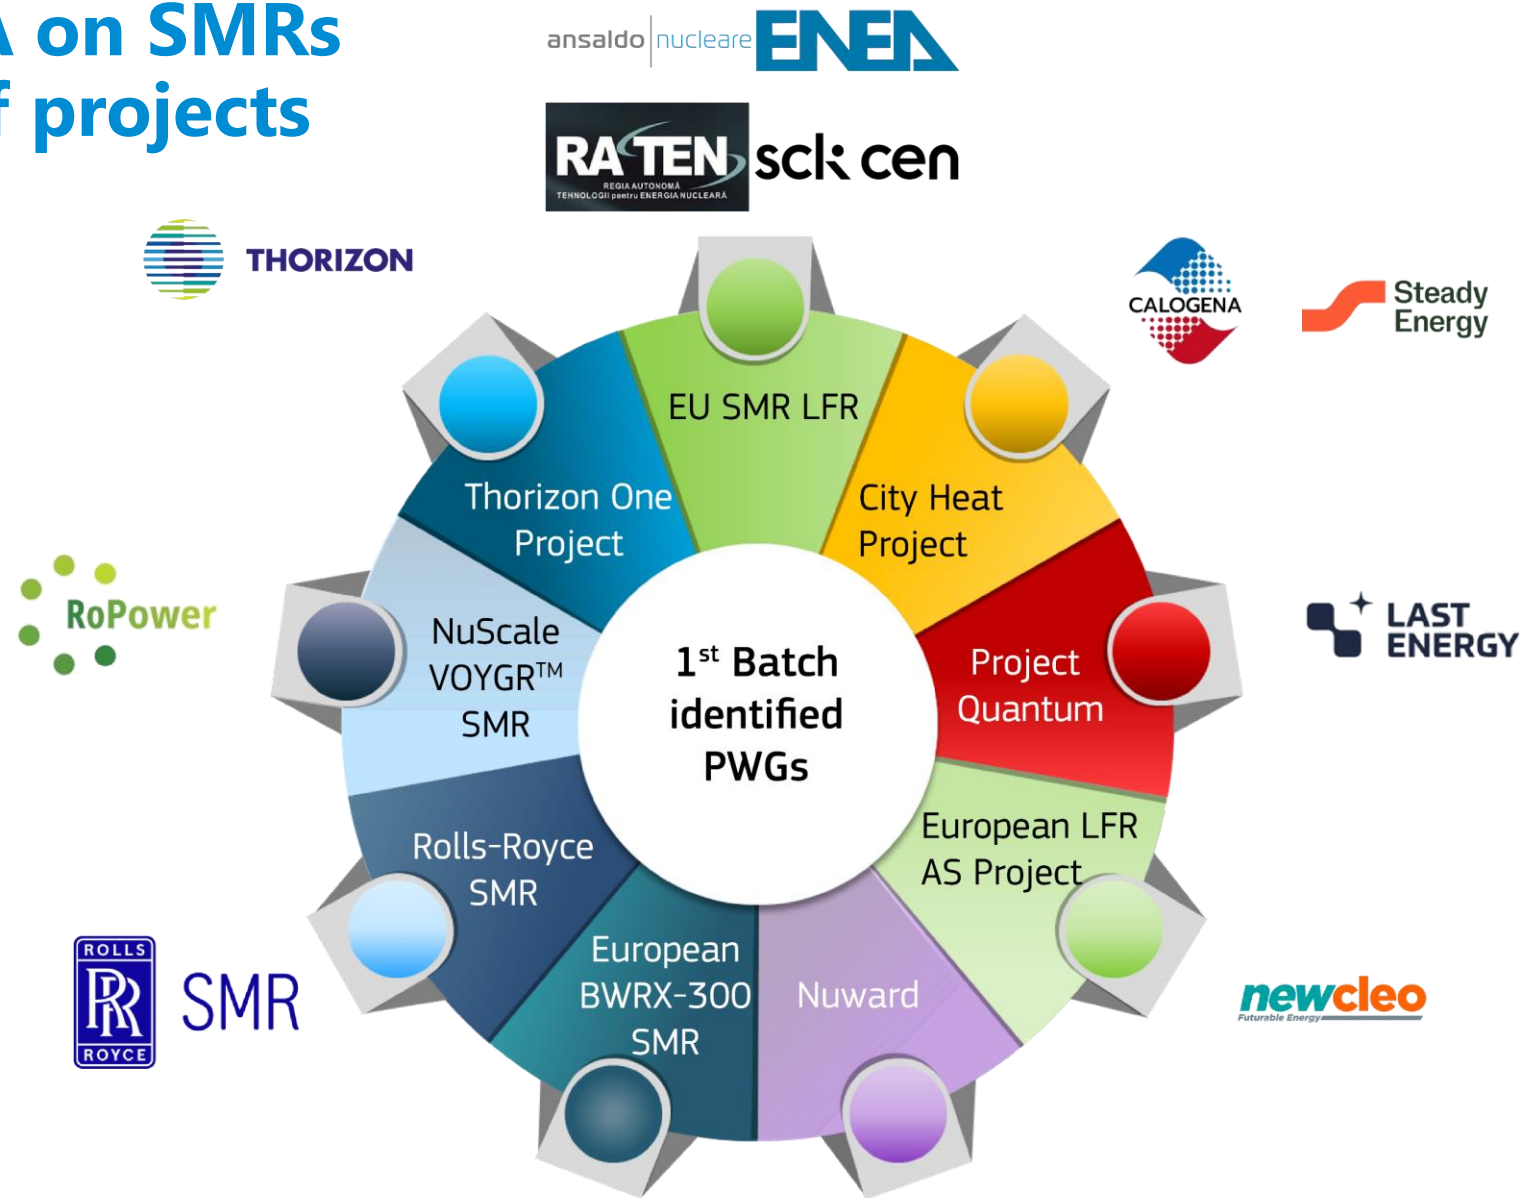 A on SMRs
f projects
ansaldo nucleare ENEA
RATEN
REGIA AUTONOMĂ
TEHNOLOGII pentru ENERGIA NUCLEARĂ
sck cen
THORIZON
CALOGENA
Steady
Energy
EU SMR LFR
City Heat
Project
Thorizon One
Project
RoPower
NuScale
VOYGR™
SMR
1st Batch
identified
PWGs
Project
Quantum
LAST
ENERGY
European LFR
AS Project
Rolls-Royce
SMR
European
BWRX-300
SMR
Nuward
ROLLS
RR
ROYCE
SMR
newcleo
Futurable Energy